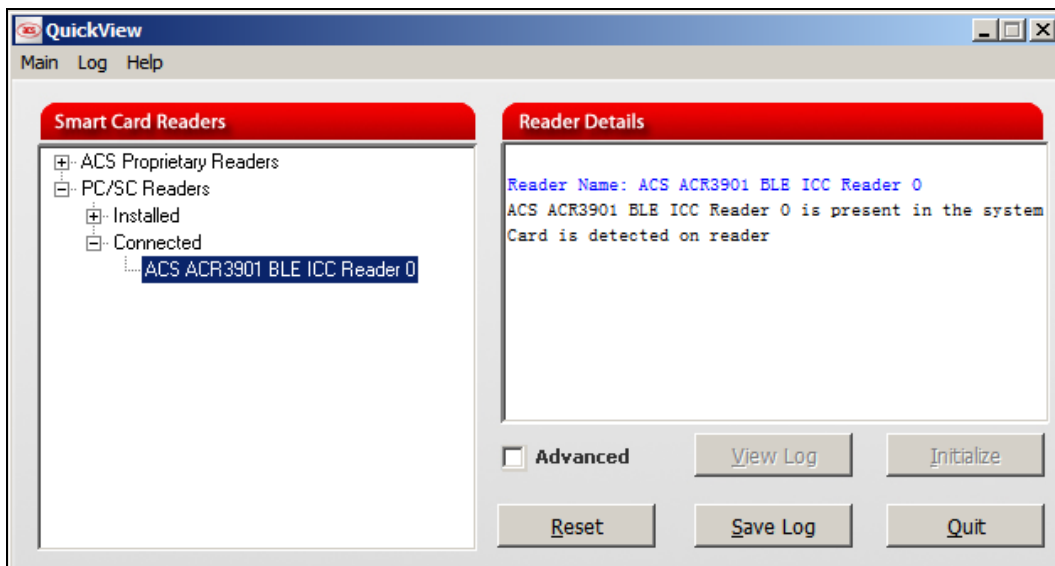 QuickView
Main Log Help
Smart Card Readers
ACS Proprietary Readers
PC/SC Readers
Installed
Connected
ACS ACR3901 BLE ICC Reader 0
Reader Details
Reader Name: ACS ACR3901 BLE ICC Reader 0
ACS ACR3901 BLE ICC Reader 0 is present in the system
Card is detected on reader
Advanced
View Log
Initialize
Reset
Save Log
Quit